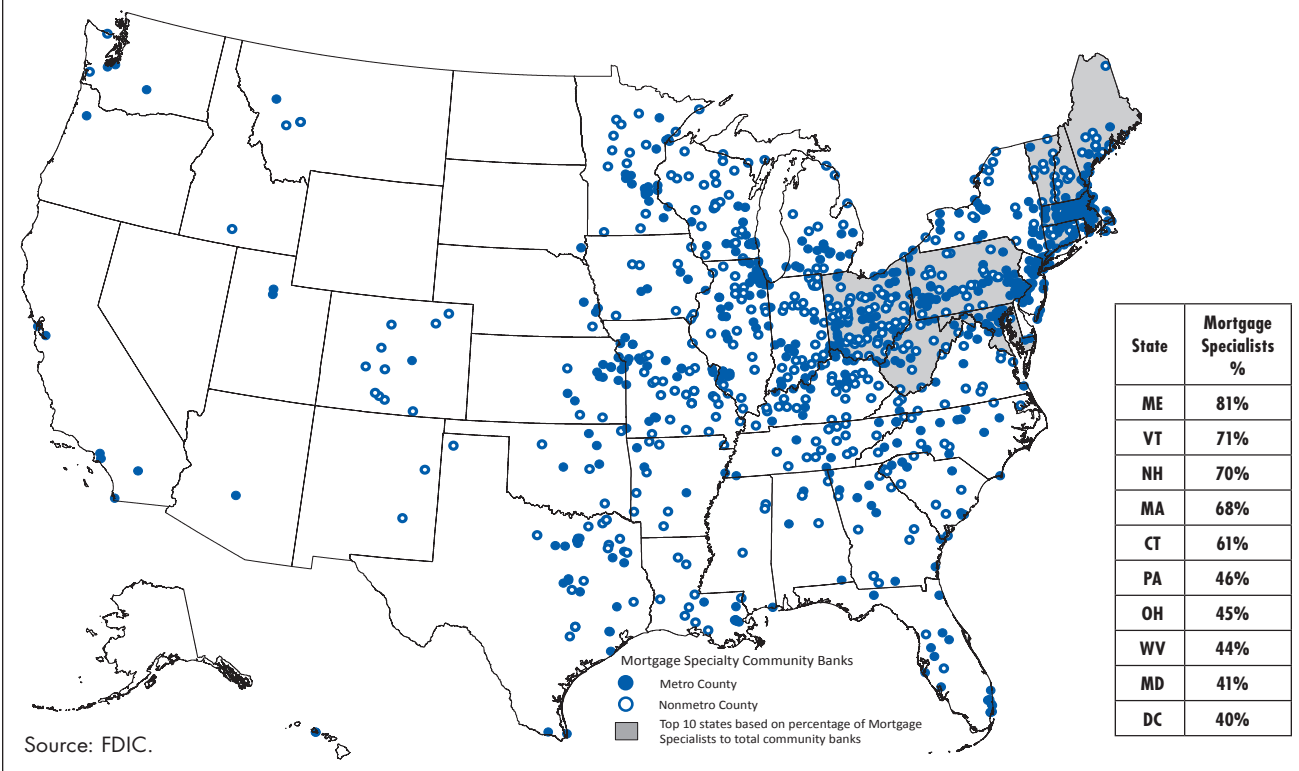 State
Mortgage
Specialists
%
ME 81%
VT 71%
NH 70%
MA 68%
CT 61%
PA 46%
OH 45%
WV 44%
MD 41%
DC 40%
Mortgage Specialty Community Banks
Metro County
Nonmetro County
Top 10 states based on percentage of Mortgage
Specialists to total community banks
Source: FDIC.